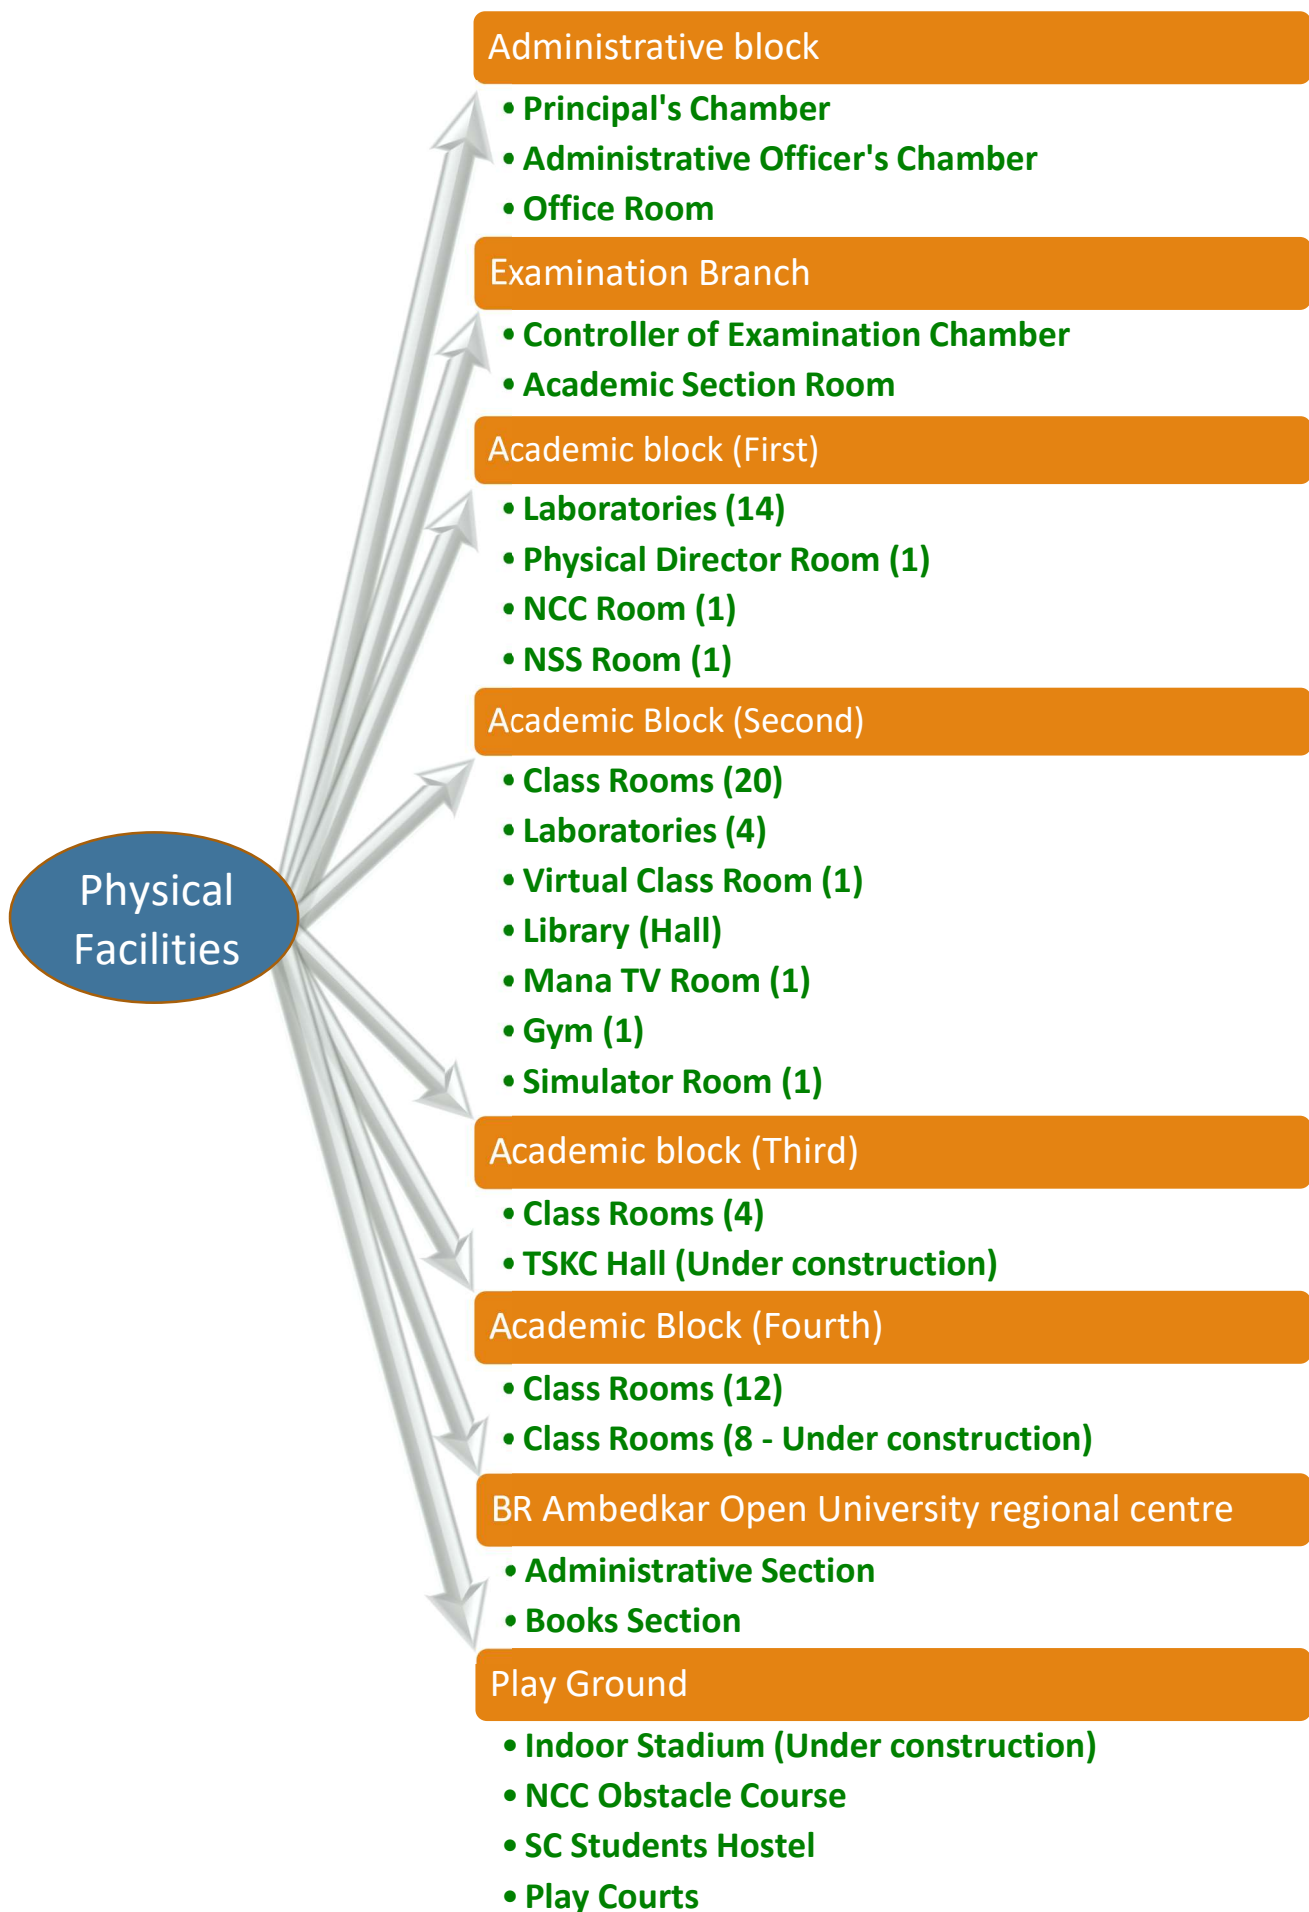 Administrative block
• Principal's Chamber
• Administrative Officer's Chamber
• Office Room
Examination Branch
• Controller of Examination Chamber
• Academic Section Room
Academic block (First)
• Laboratories (14)
• Physical Director Room (1)
• NCC Room (1)
• NSS Room (1)
Academic Block (Second)
• Class Rooms (20)
• Laboratories (4)
• Virtual Class Room (1)
• Library (Hall)
• Mana TV Room (1)
• Gym (1)
• Simulator Room (1)
Physical
Facilities
Academic block (Third)
• Class Rooms (4)
• TSKC Hall (Under construction)
Academic Block (Fourth)
• Class Rooms (12)
• Class Rooms (8 - Under construction)
BR Ambedkar Open University regional centre
• Administrative Section
• Books Section
Play Ground
• Indoor Stadium (Under construction)
• NCC Obstacle Course
• SC Students Hostel
• Play Courts